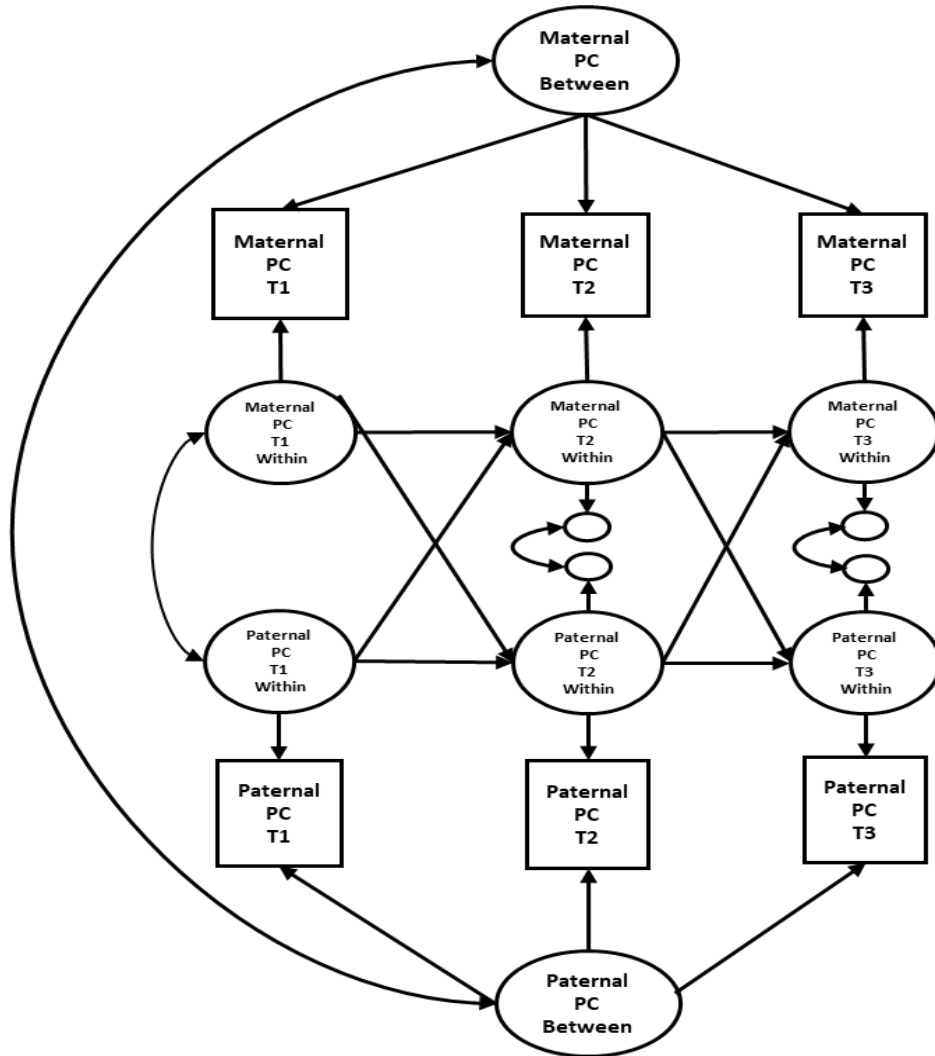 Maternal
PC
Between
Maternal
PC
T1
Maternal
PC
T2
Maternal
PC
T3
Maternal
PC
T1
Within
Maternal
PC
T2
Within
Maternal
PC
T3
Within
Paternal
PC
T1
Within
Paternal
PC
T2
Within
Paternal
PC
T3
Within
Paternal
PC
T1
Paternal
PC
T2
Paternal
PC
T3
Paternal
PC
Between